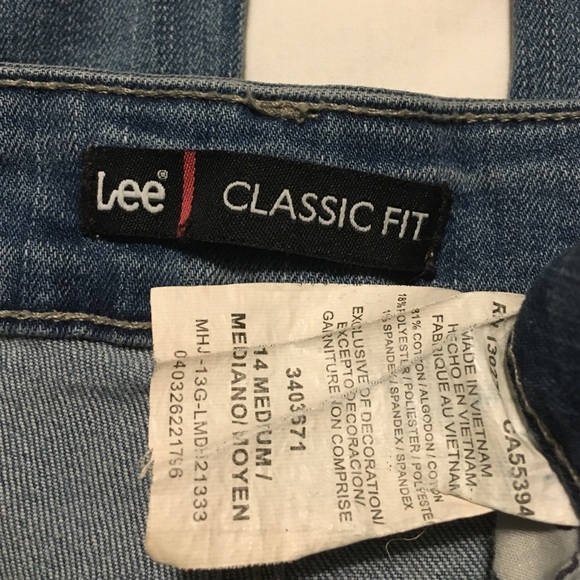 Lee®
CLASSIC FIT
CA55394
MADE IN VIETNAM
HECHO EN VIETNAM
FABRIQUE AU VIETNAM
81% COTTON/ALGODON/COTON
18%POLYESTER/POLIESTER/POLYESTE
1% SPANDEX/SPANDEX/SPANDEX
EXCLUSIVE OF DECORATION/
EXCEPTO DECORACION/
GARNITURE NON COMPRISE
3403671
14 MEDIUM /
MEDIANO/MOYEN
MHJ -13G-LMD-121333
040326221796